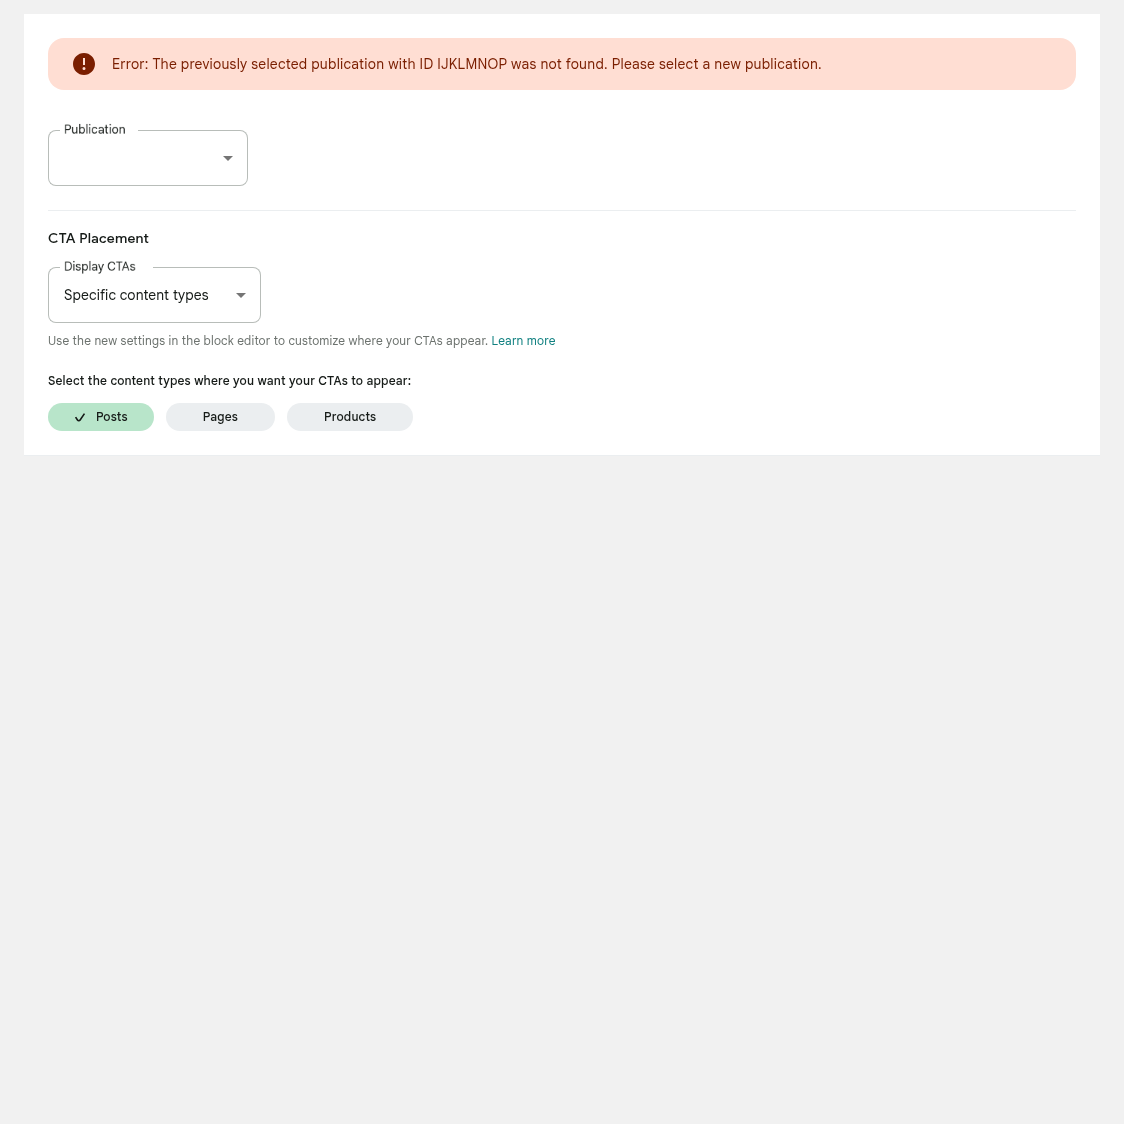 Error: The previously selected publication with ID IJKLMNOP was not found. Please select a new publication.
Publication
CTA Placement
Display CTAs
Specific content types
Use the new settings in the block editor to customize where your CTAs appear. Learn more
Select the content types where you want your CTAs to appear:
Posts Pages Products